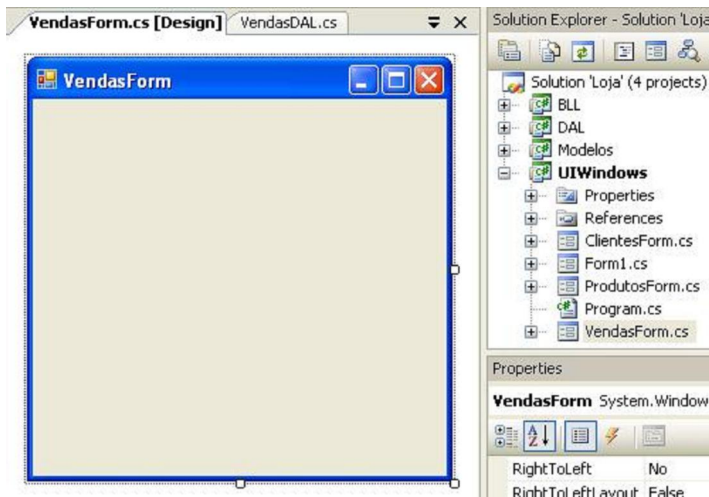 VendasForm.cs [Design] VendasDAL.cs
VendasForm
Solution Explorer - Solution 'Loja
Solution 'Loja' (4 projects)
BLL
DAL
Modelos
UIWindows
Properties
References
ClientesForm.cs
Form1.cs
ProdutosForm.cs
Program.cs
VendasForm.cs
Properties
VendasForm System.Window
RightToLeft No
RightToLeftLayout False